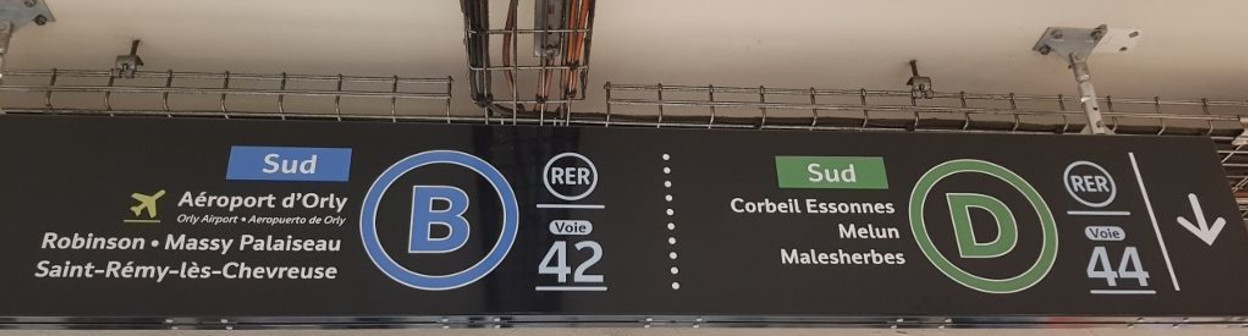 Sud
Aéroport d'Orly
Orly Airport • Aeropuerto de Orly
Robinson • Massy Palaiseau
Saint-Rémy-lès-Chevreuse
B
RER
Voie
42
Sud
Corbeil Essonnes
Melun
Malesherbes
D
RER
Voie
44